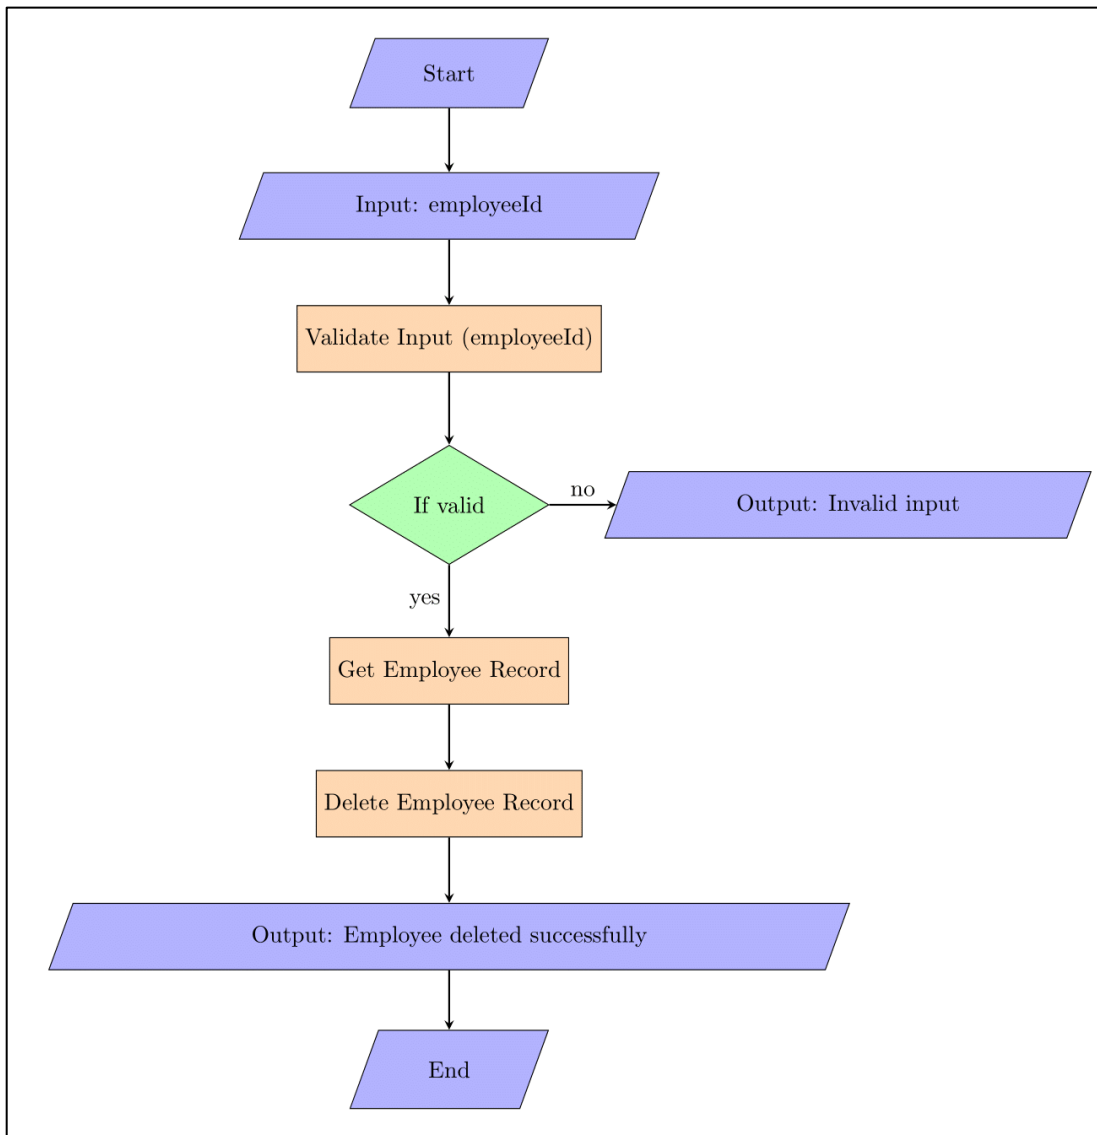 Start
Input: employeeId
Validate Input (employeeId)
If valid
no
Output: Invalid input
yes
Get Employee Record
Delete Employee Record
Output: Employee deleted successfully
End